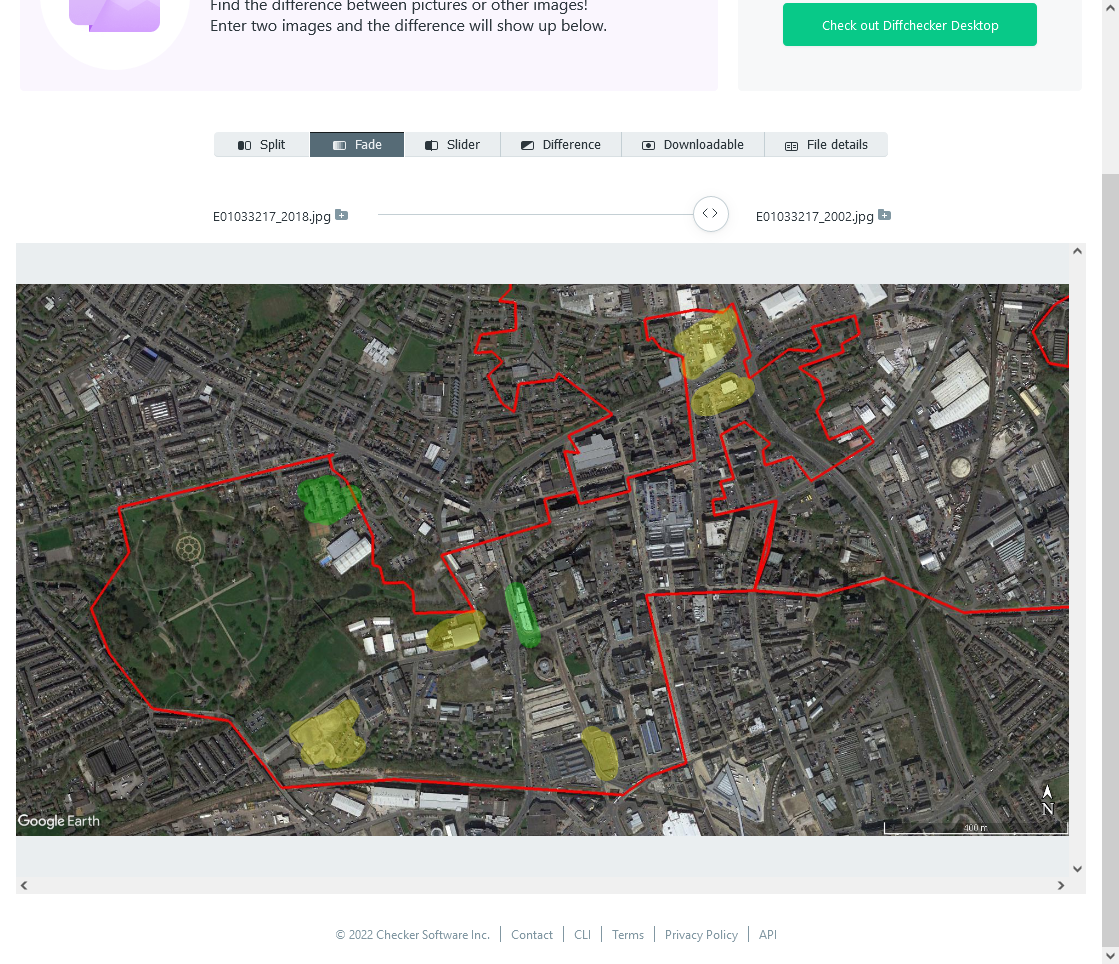 Find the difference between pictures or other images!
Enter two images and the difference will show up below.
Check out Diffchecker Desktop
Split
Fade
Slider
Difference
Downloadable
File details
E01033217_2018.jpg
E01033217_2002.jpg
N
Google Earth
400 m
© 2022 Checker Software Inc.
Contact
CLI
Terms
Privacy Policy
API